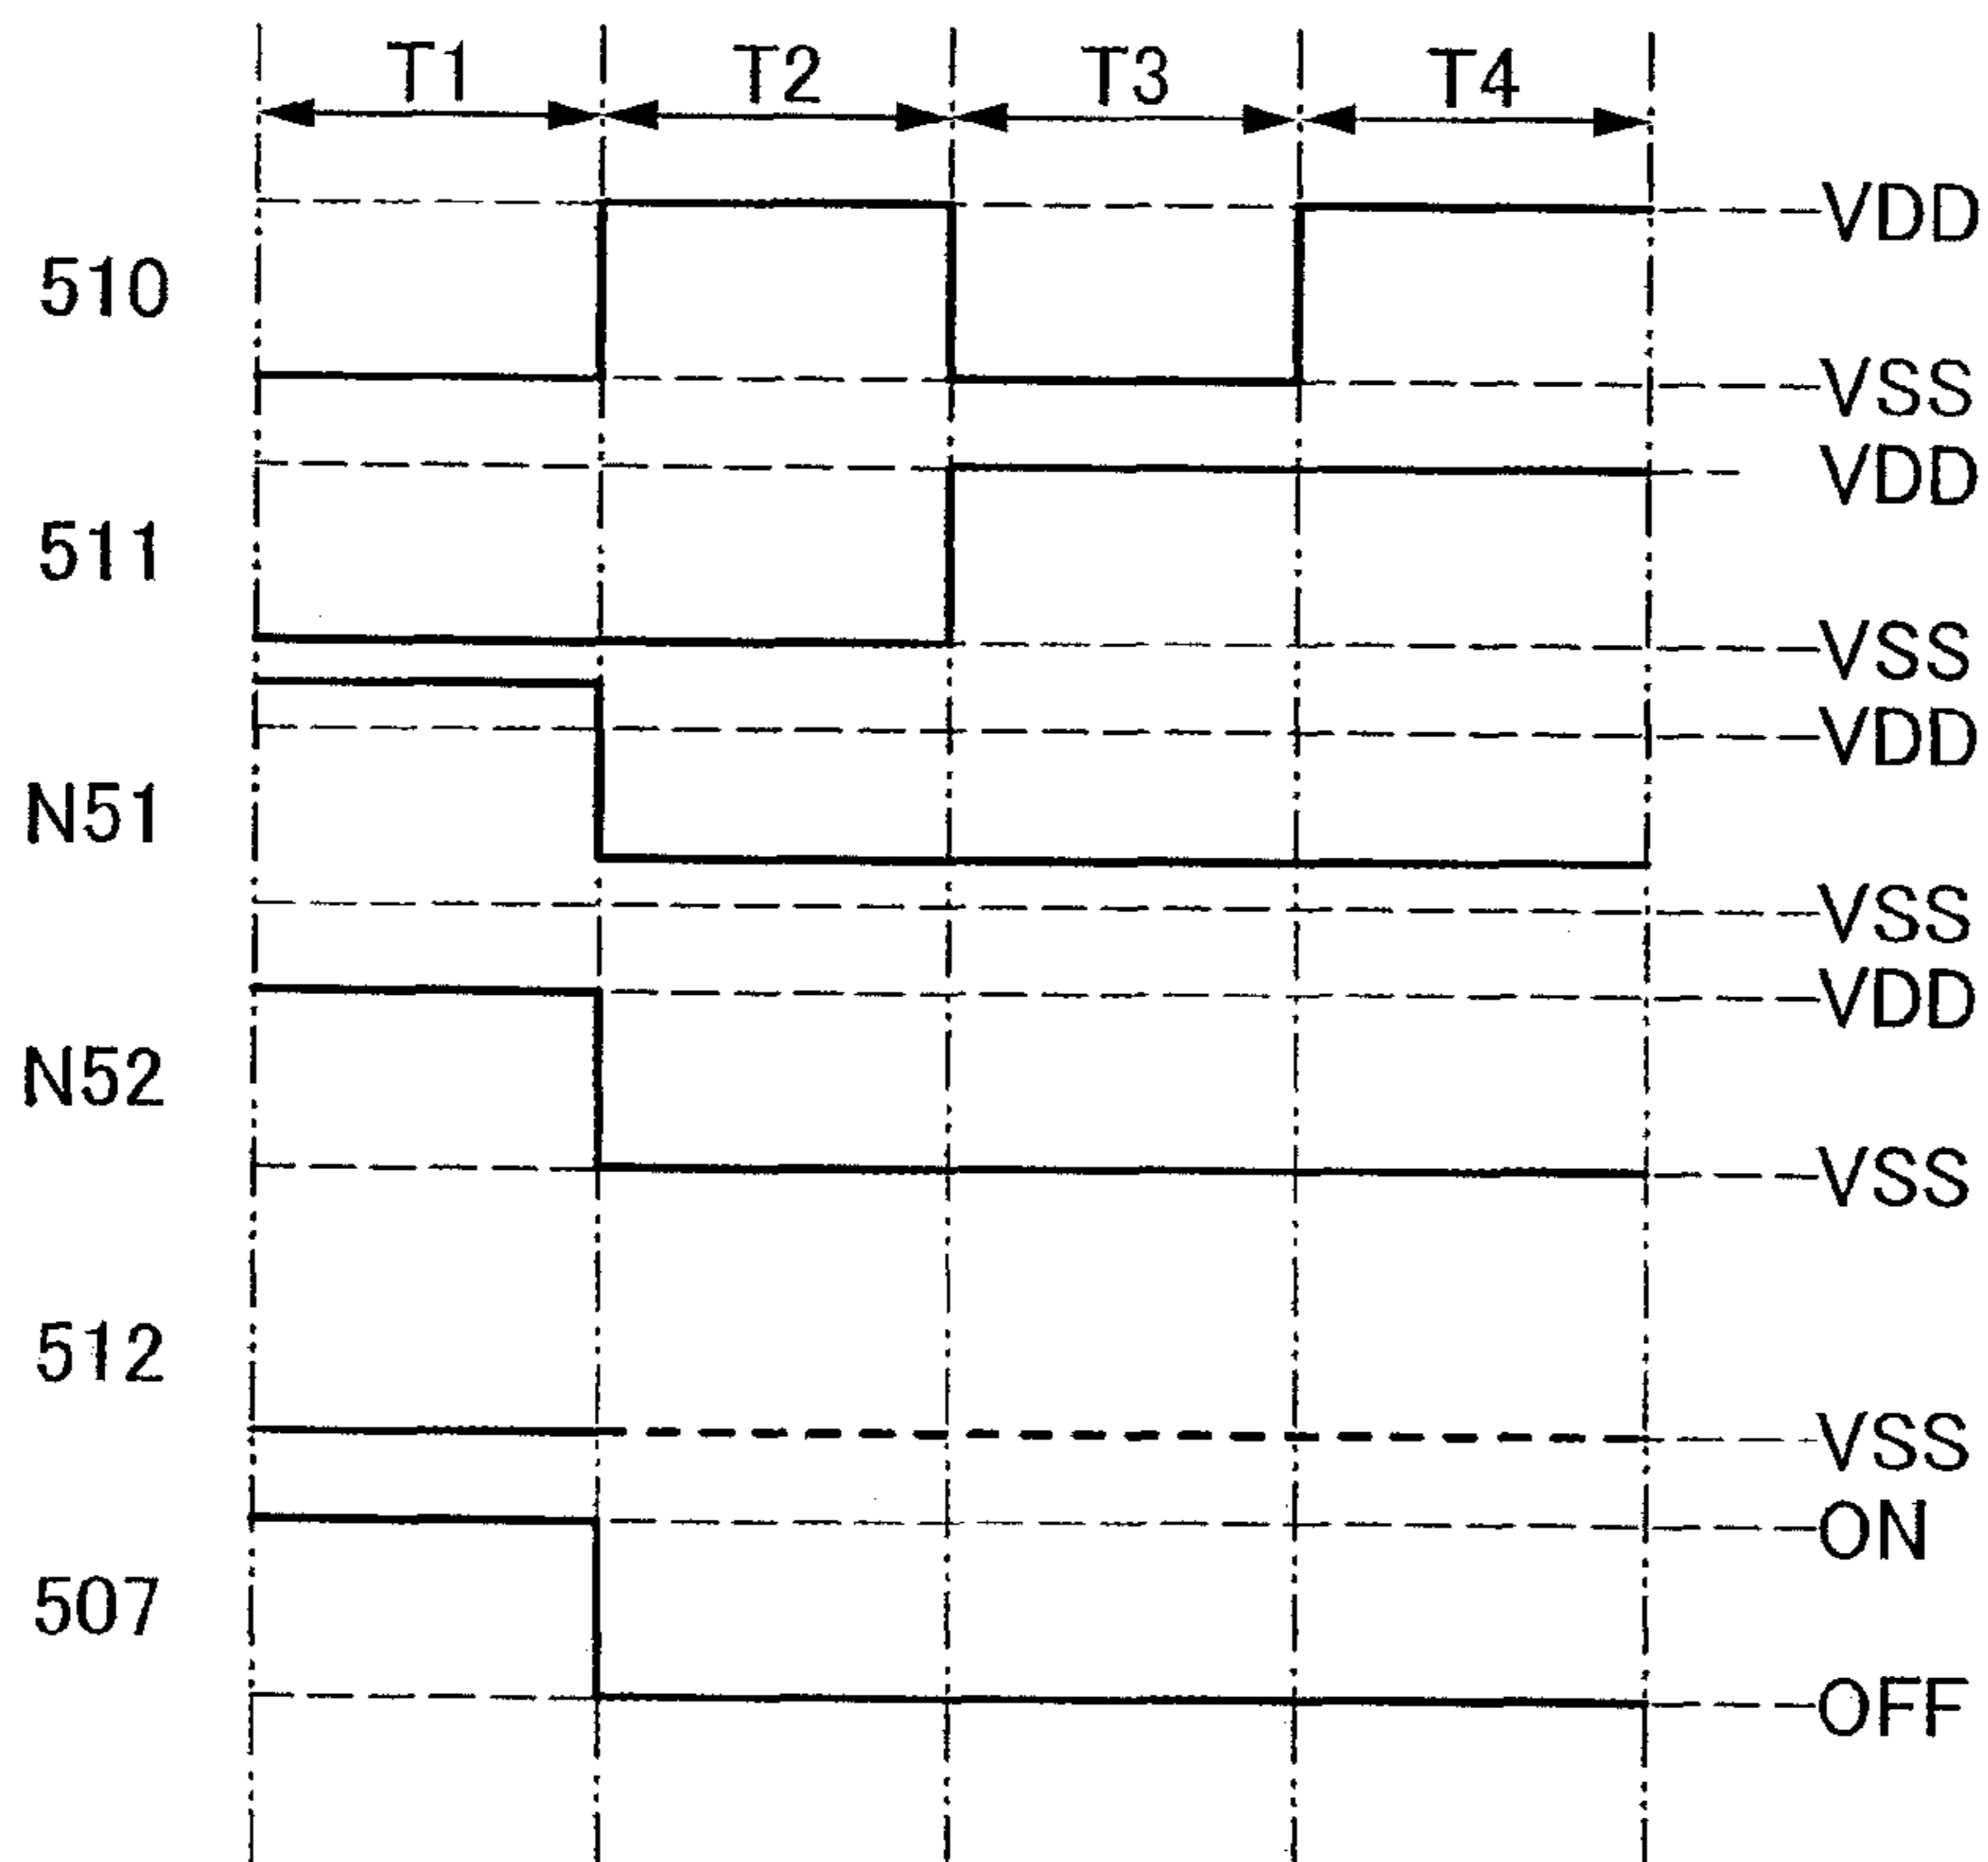 T1 T2 T3 T4
VDD
510
VSS
VDD
511
VSS
VDD
N51
VSS
VDD
N52
VSS
512
VSS
ON
507
OFF